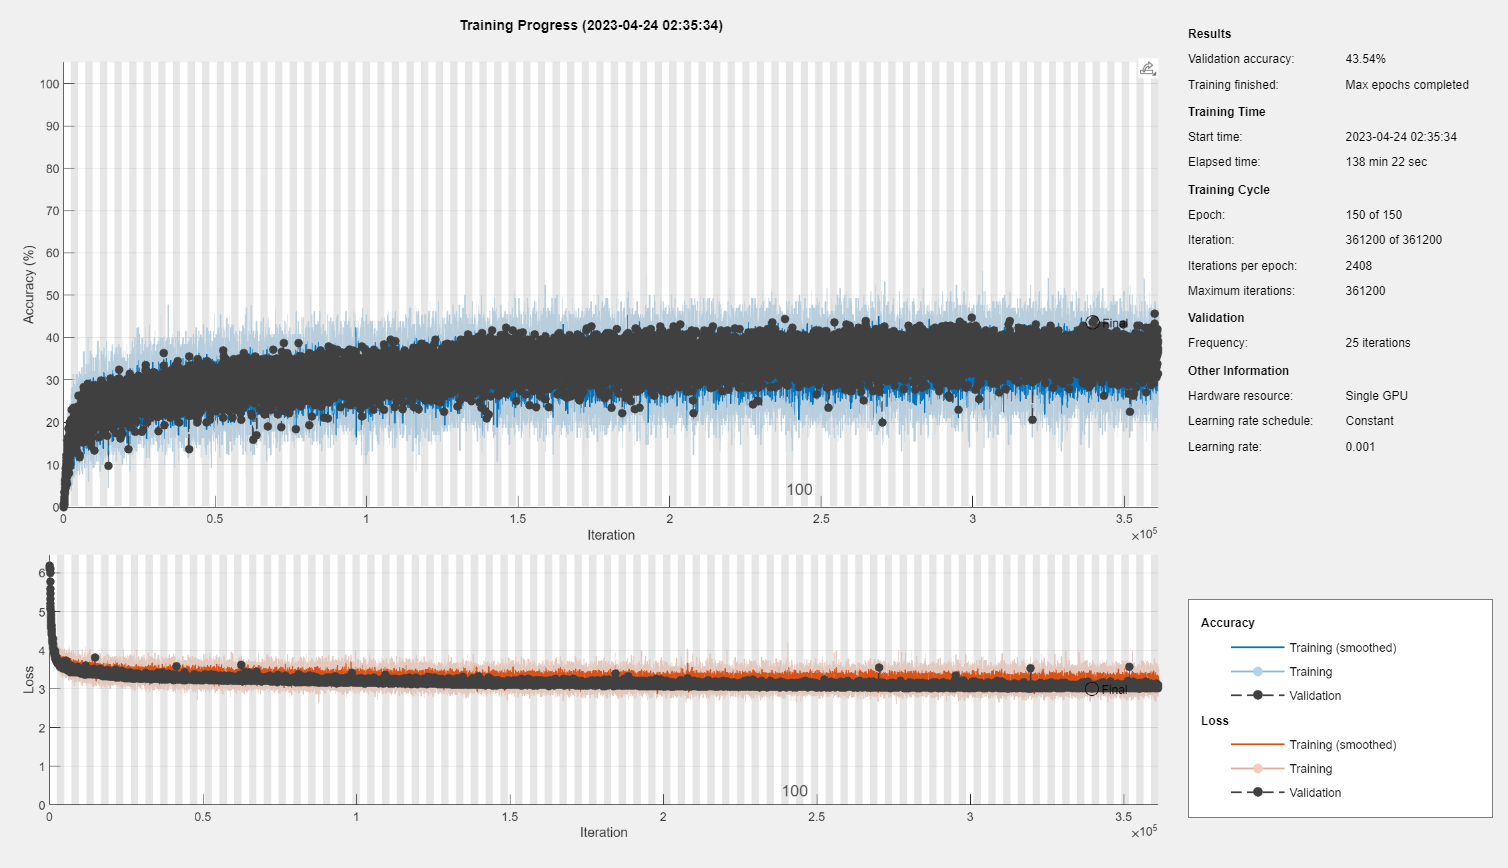 Training Progress (2023-04-24 02:35:34)
100
90
80
70
60
50
40
30
20
10
0
Accuracy (%)
Final
100
0 0.5 1 1.5 2 2.5 3 3.5
Iteration
×10^5
6
5
4
3
2
1
0
Loss
Final
100
0 0.5 1 1.5 2 2.5 3 3.5
Iteration
×10^5
Results
Validation accuracy: 43.54%
Training finished: Max epochs completed
Training Time
Start time: 2023-04-24 02:35:34
Elapsed time: 138 min 22 sec
Training Cycle
Epoch: 150 of 150
Iteration: 361200 of 361200
Iterations per epoch: 2408
Maximum iterations: 361200
Validation
Frequency: 25 iterations
Other Information
Hardware resource: Single GPU
Learning rate schedule: Constant
Learning rate: 0.001
Accuracy
Training (smoothed)
Training
Validation
Loss
Training (smoothed)
Training
Validation